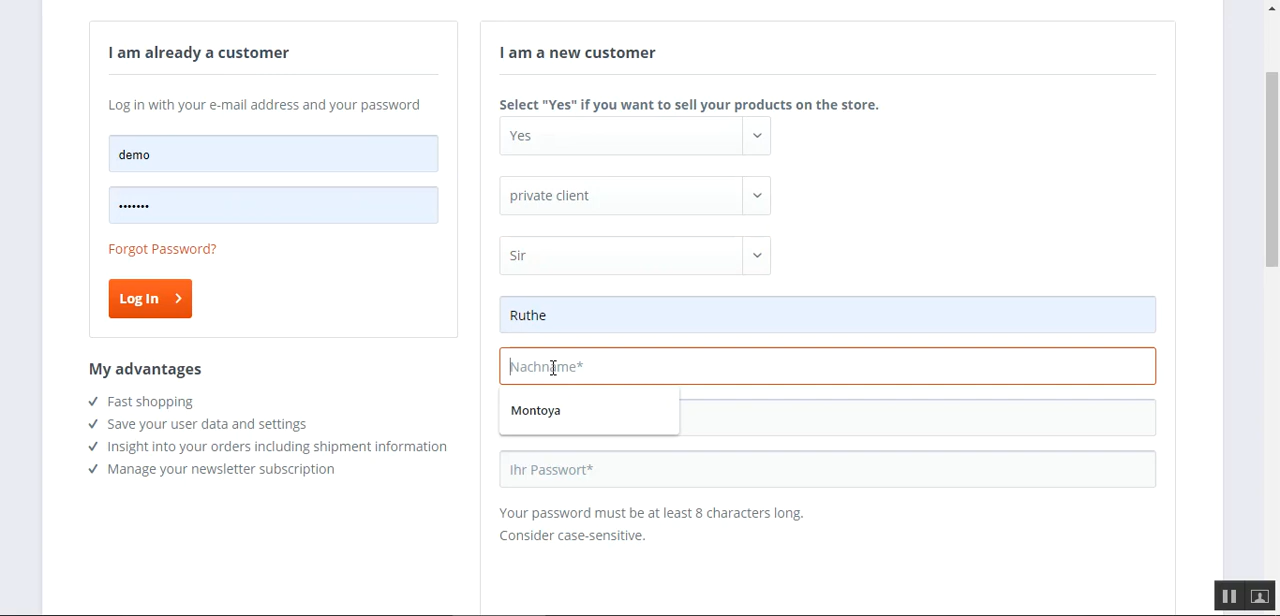 I am already a customer
Log in with your e-mail address and your password
demo
•••••••
Forgot Password?
Log In
My advantages
Fast shopping
Save your user data and settings
Insight into your orders including shipment information
Manage your newsletter subscription
I am a new customer
Select "Yes" if you want to sell your products on the store.
Yes
private client
Sir
Ruthe
Nachname*
Montoya
Ihr Passwort*
Your password must be at least 8 characters long.
Consider case-sensitive.